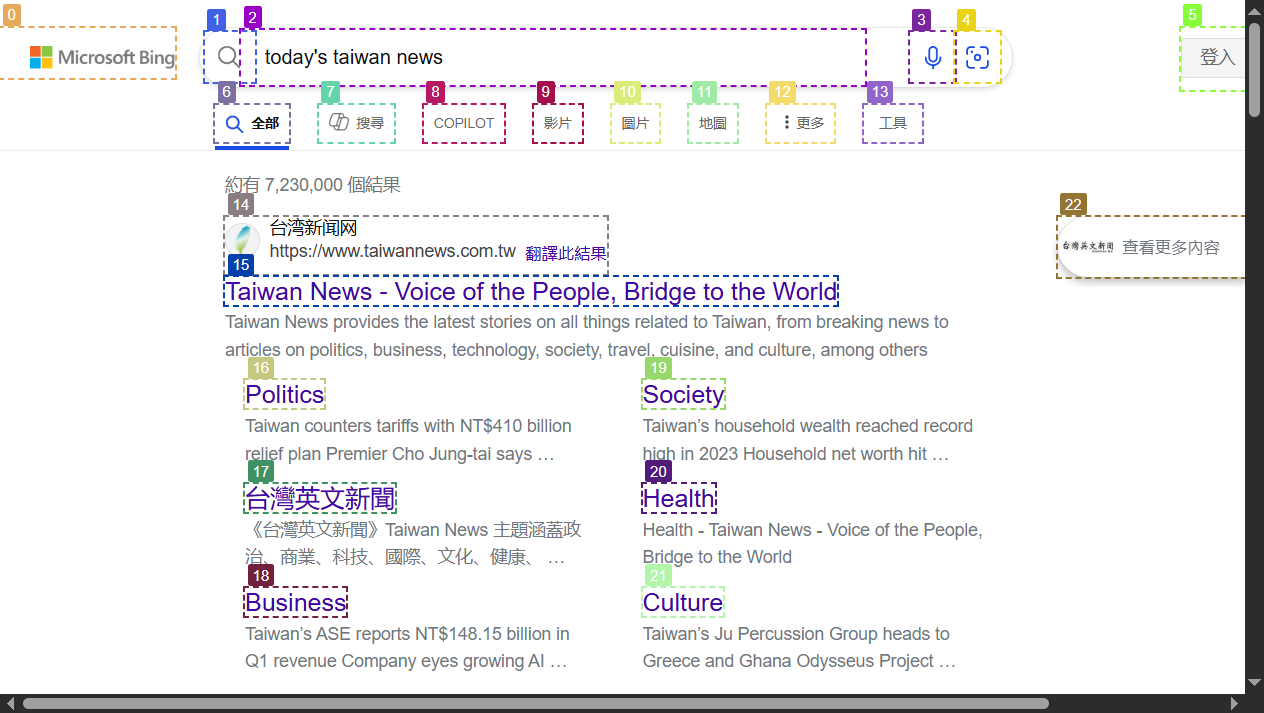 0
1
2
3
4
5
Microsoft Bing
today's taiwan news
登入
6
7
8
9
10
11
12
13
全部
搜尋
COPILOT
影片
圖片
地圖
更多
工具
約有 7,230,000 個結果
14
22
台湾新闻网
https://www.taiwannews.com.tw 翻譯此結果
台灣英文新聞 查看更多內容
15
Taiwan News - Voice of the People, Bridge to the World
Taiwan News provides the latest stories on all things related to Taiwan, from breaking news to
articles on politics, business, technology, society, travel, cuisine, and culture, among others
16
Politics
Taiwan counters tariffs with NT$410 billion
relief plan Premier Cho Jung-tai says …
17
台灣英文新聞
《台灣英文新聞》Taiwan News 主題涵蓋政
治、商業、科技、國際、文化、健康、 …
18
Business
Taiwan's ASE reports NT$148.15 billion in
Q1 revenue Company eyes growing AI …
19
Society
Taiwan's household wealth reached record
high in 2023 Household net worth hit …
20
Health
Health - Taiwan News - Voice of the People,
Bridge to the World
21
Culture
Taiwan's Ju Percussion Group heads to
Greece and Ghana Odysseus Project …